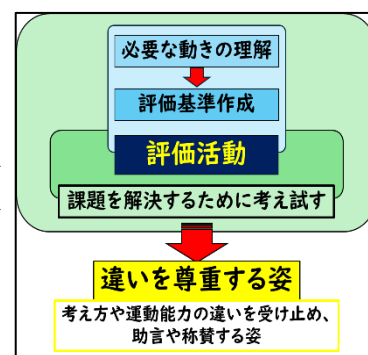 必要な動きの理解
評価基準作成
評価活動
課題を解決するために考え試す
違いを尊重する姿
考え方や運動能力の違いを受け止め、
助言や称賛する姿